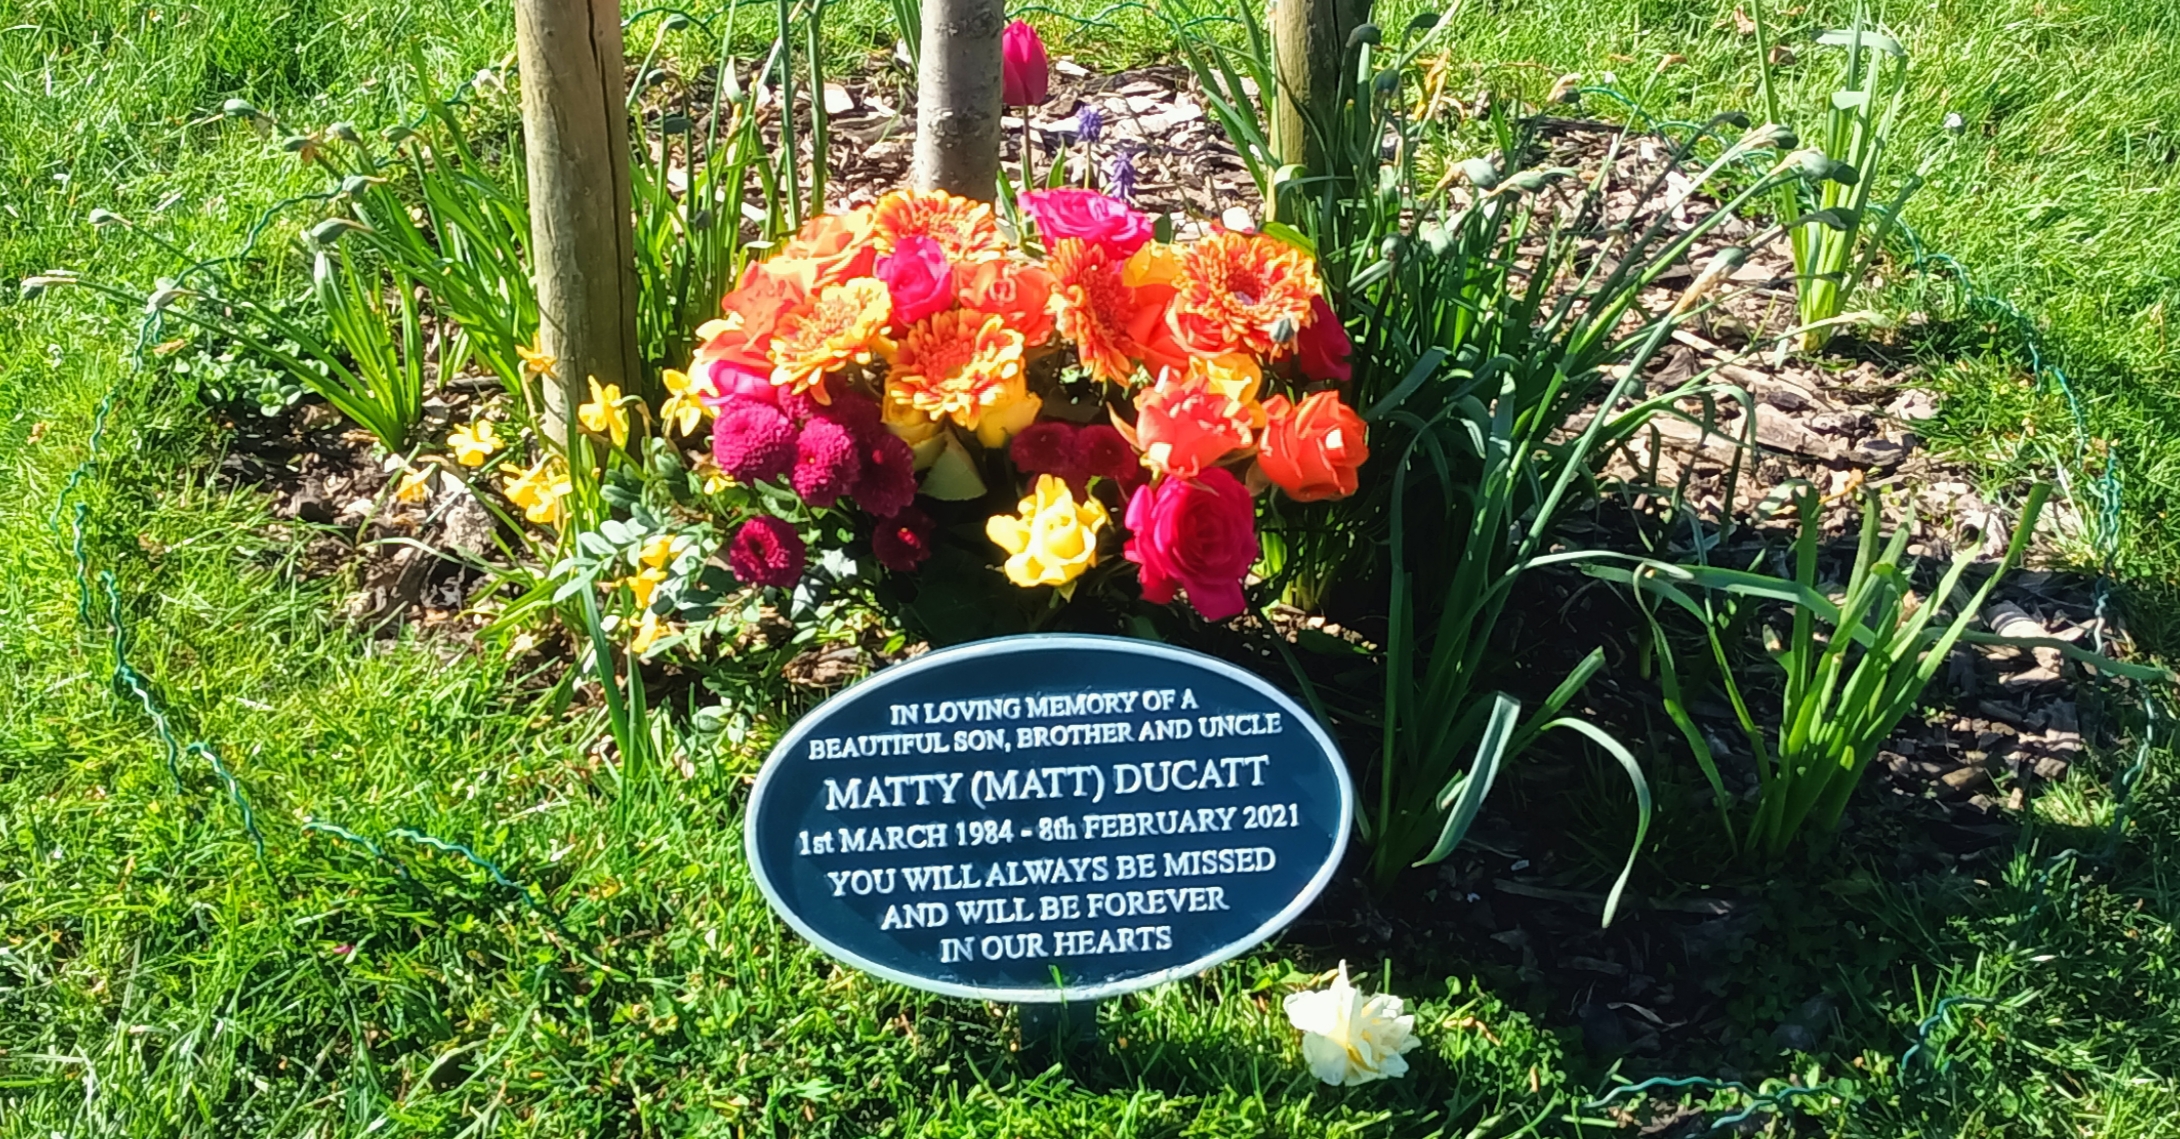 IN LOVING MEMORY OF A
BEAUTIFUL SON, BROTHER AND UNCLE
MATTY (MATT) DUCATT
1st MARCH 1984 - 8th FEBRUARY 2021
YOU WILL ALWAYS BE MISSED
AND WILL BE FOREVER
IN OUR HEARTS